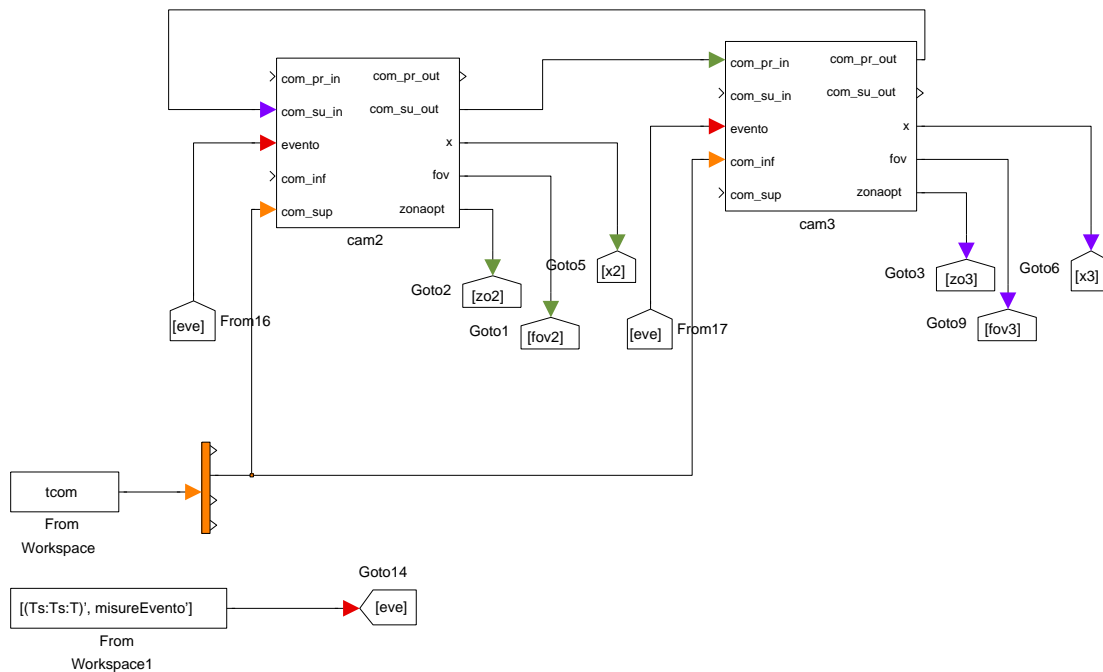 com_pr_in
com_pr_out
com_su_in
com_su_out
evento
x
com_inf
fov
com_sup
zonaopt
cam2
com_pr_in
com_pr_out
com_su_in
com_su_out
evento
x
com_inf
fov
com_sup
zonaopt
cam3
Goto5
[x2]
Goto2
[zo2]
Goto1
[fov2]
[eve]
From16
[eve]
From17
Goto3
[zo3]
Goto6
[x3]
Goto9
[fov3]
tcom
From
Workspace
Goto14
[(Ts:Ts:T)', misureEvento']
[eve]
From
Workspace1